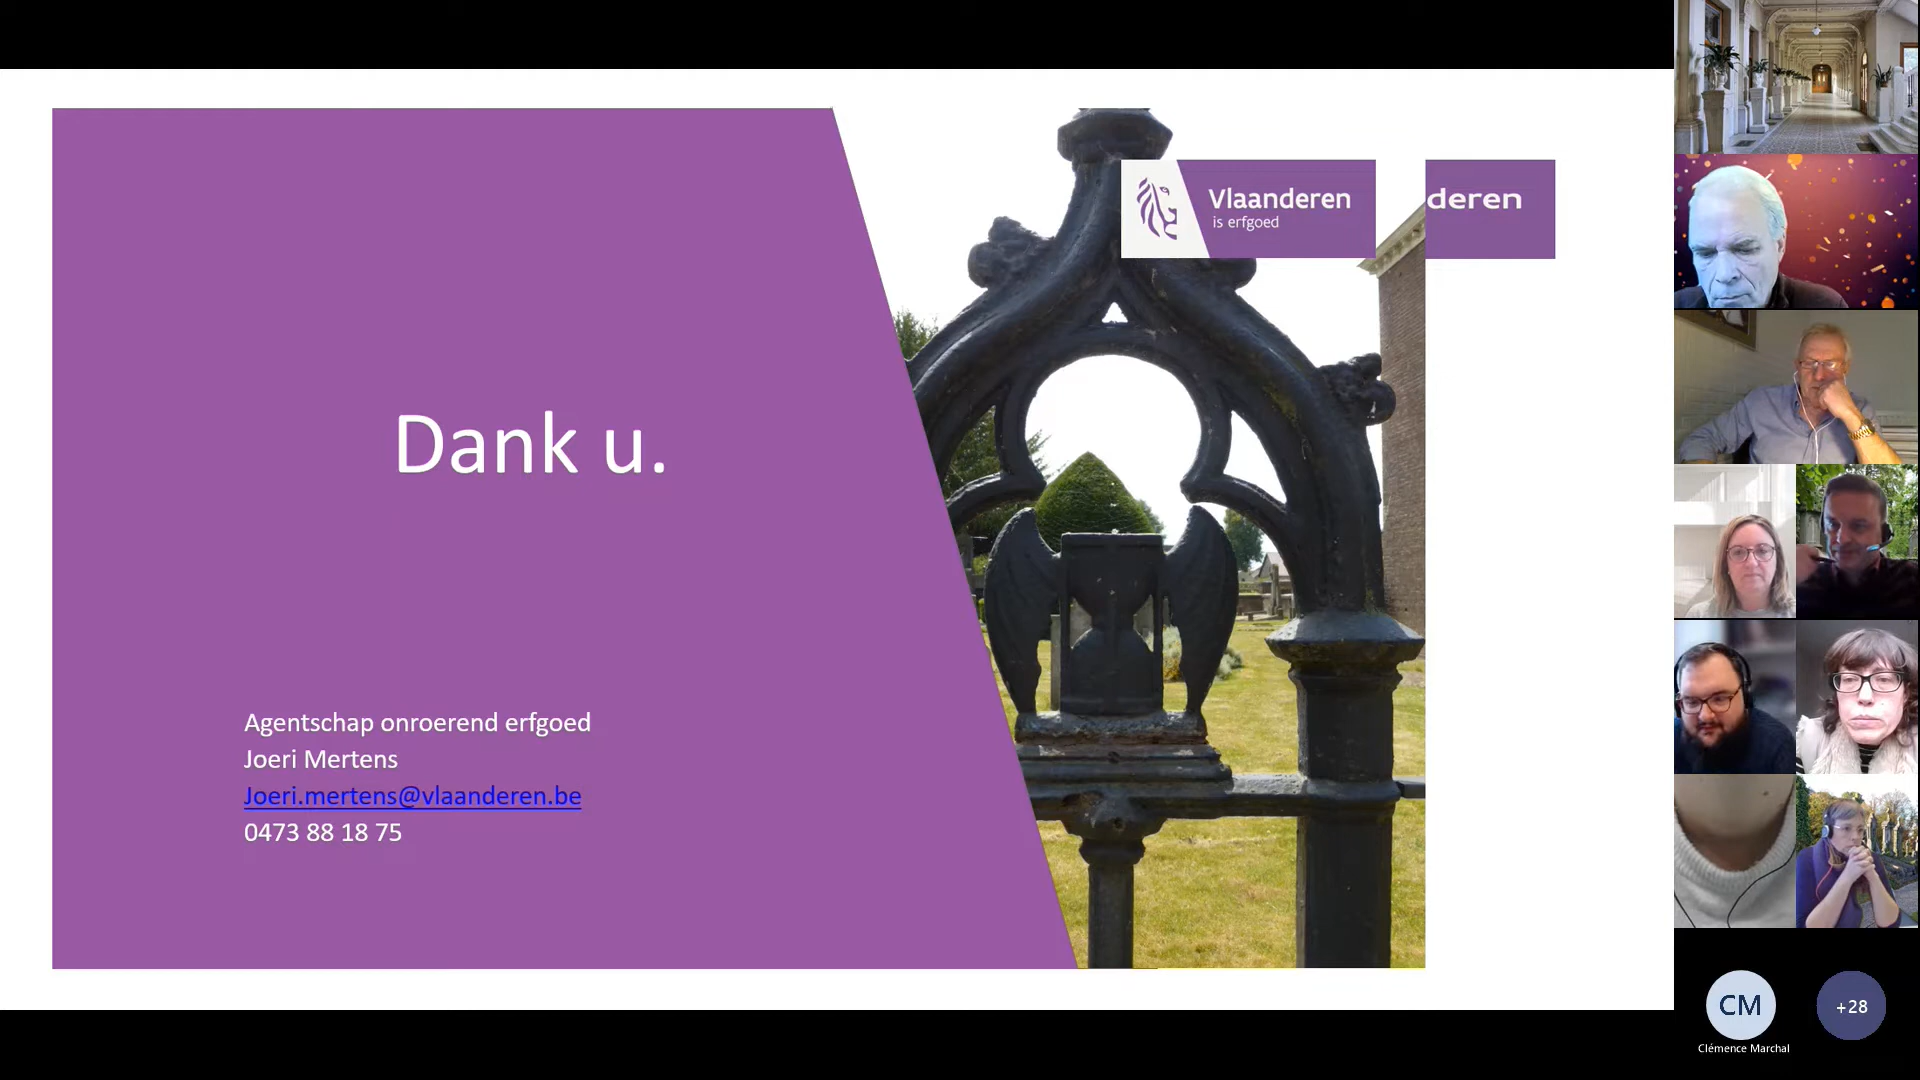 Dank u.
Agentschap onroerend erfgoed
Joeri Mertens
Joeri.mertens@vlaanderen.be
0473 88 18 75
Vlaanderen
is erfgoed
deren
CM
Clémence Marchal
+28